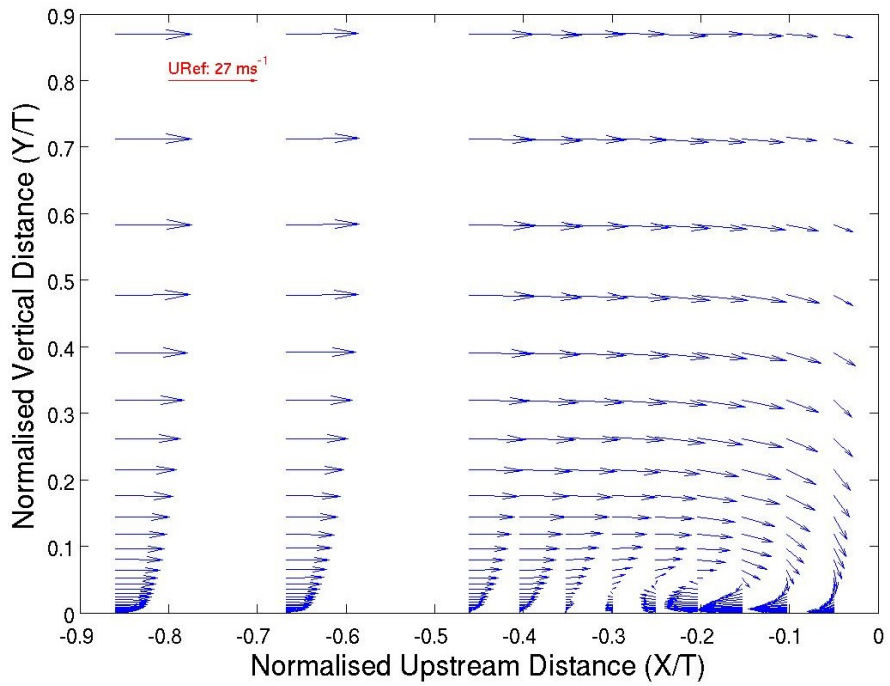 0.9
0.8
0.7
0.6
0.5
0.4
0.3
0.2
0.1
0
Normalised Vertical Distance (Y/T)
URef: 27 ms⁻¹
-0.9 -0.8 -0.7 -0.6 -0.5 -0.4 -0.3 -0.2 -0.1 0
Normalised Upstream Distance (X/T)